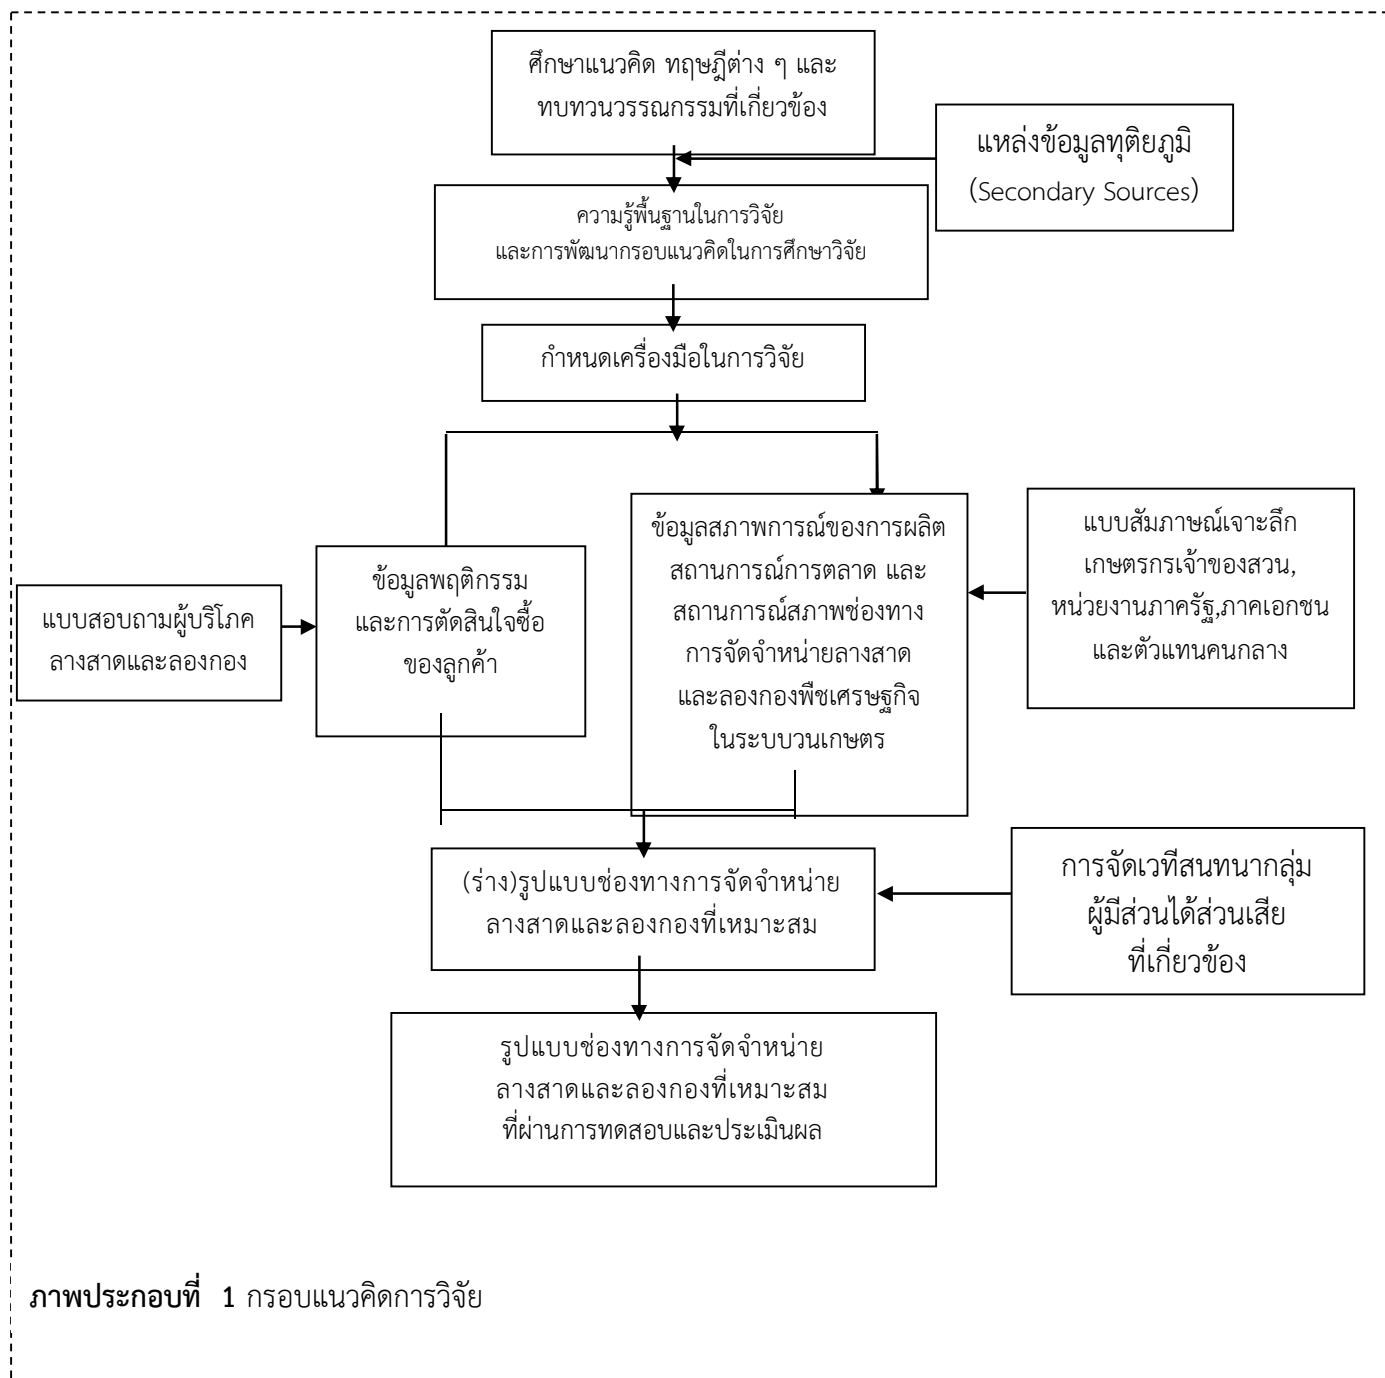 ศึกษาแนวคิด ทฤษฎีต่าง ๆ และ
ทบทวนวรรณกรรมที่เกี่ยวข้อง
แหล่งข้อมูลทุติยภูมิ
(Secondary Sources)
ความรู้พื้นฐานในการวิจัย
และการพัฒนากรอบแนวคิดในการศึกษาวิจัย
กำหนดเครื่องมือในการวิจัย
แบบสอบถามผู้บริโภค
ลางสาดและลองกอง
ข้อมูลพฤติกรรม
และการตัดสินใจซื้อ
ของลูกค้า
ข้อมูลสภาพการณ์ของการผลิต
สถานการณ์การตลาด และ
สถานการณ์สภาพช่องทาง
การจัดจำหน่ายลางสาด
และลองกองพืชเศรษฐกิจ
ในระบบวนเกษตร
แบบสัมภาษณ์เจาะลึก
เกษตรกรเจ้าของสวน,
หน่วยงานภาครัฐ,ภาคเอกชน
และตัวแทนคนกลาง
(ร่าง)รูปแบบช่องทางการจัดจำหน่าย
ลางสาดและลองกองที่เหมาะสม
การจัดเวทีสนทนากลุ่ม
ผู้มีส่วนได้ส่วนเสีย
ที่เกี่ยวข้อง
รูปแบบช่องทางการจัดจำหน่าย
ลางสาดและลองกองที่เหมาะสม
ที่ผ่านการทดสอบและประเมินผล
ภาพประกอบที่ 1 กรอบแนวคิดการวิจัย